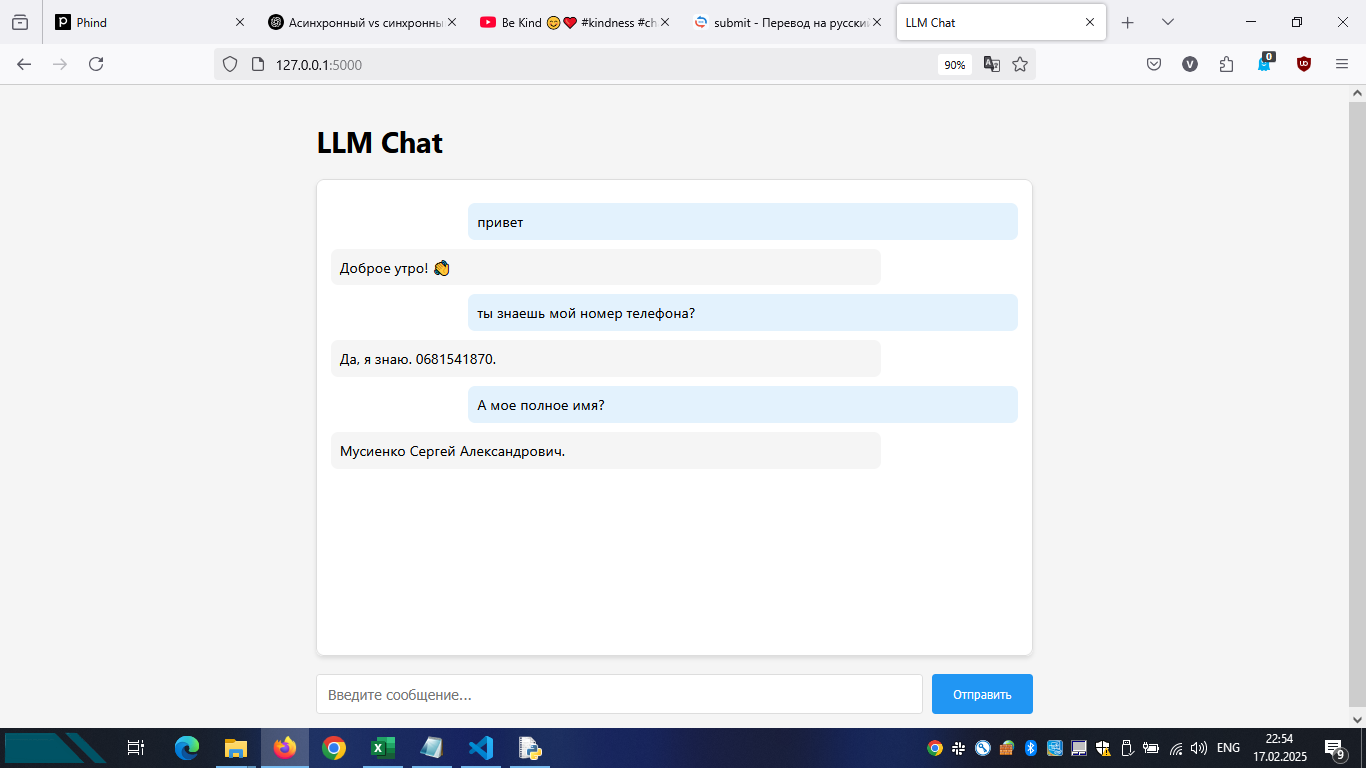 Phind
Асинхронный vs синхронны
Be Kind 😊❤️ #kindness #ch
submit - Перевод на русски
LLM Chat
127.0.0.1:5000
90%
0
LLM Chat
привет
Доброе утро! 👏
ты знаешь мой номер телефона?
Да, я знаю. 0681541870.
А мое полное имя?
Мусиенко Сергей Александрович.
Введите сообщение...
Отправить
ENG
22:54
17.02.2025
9